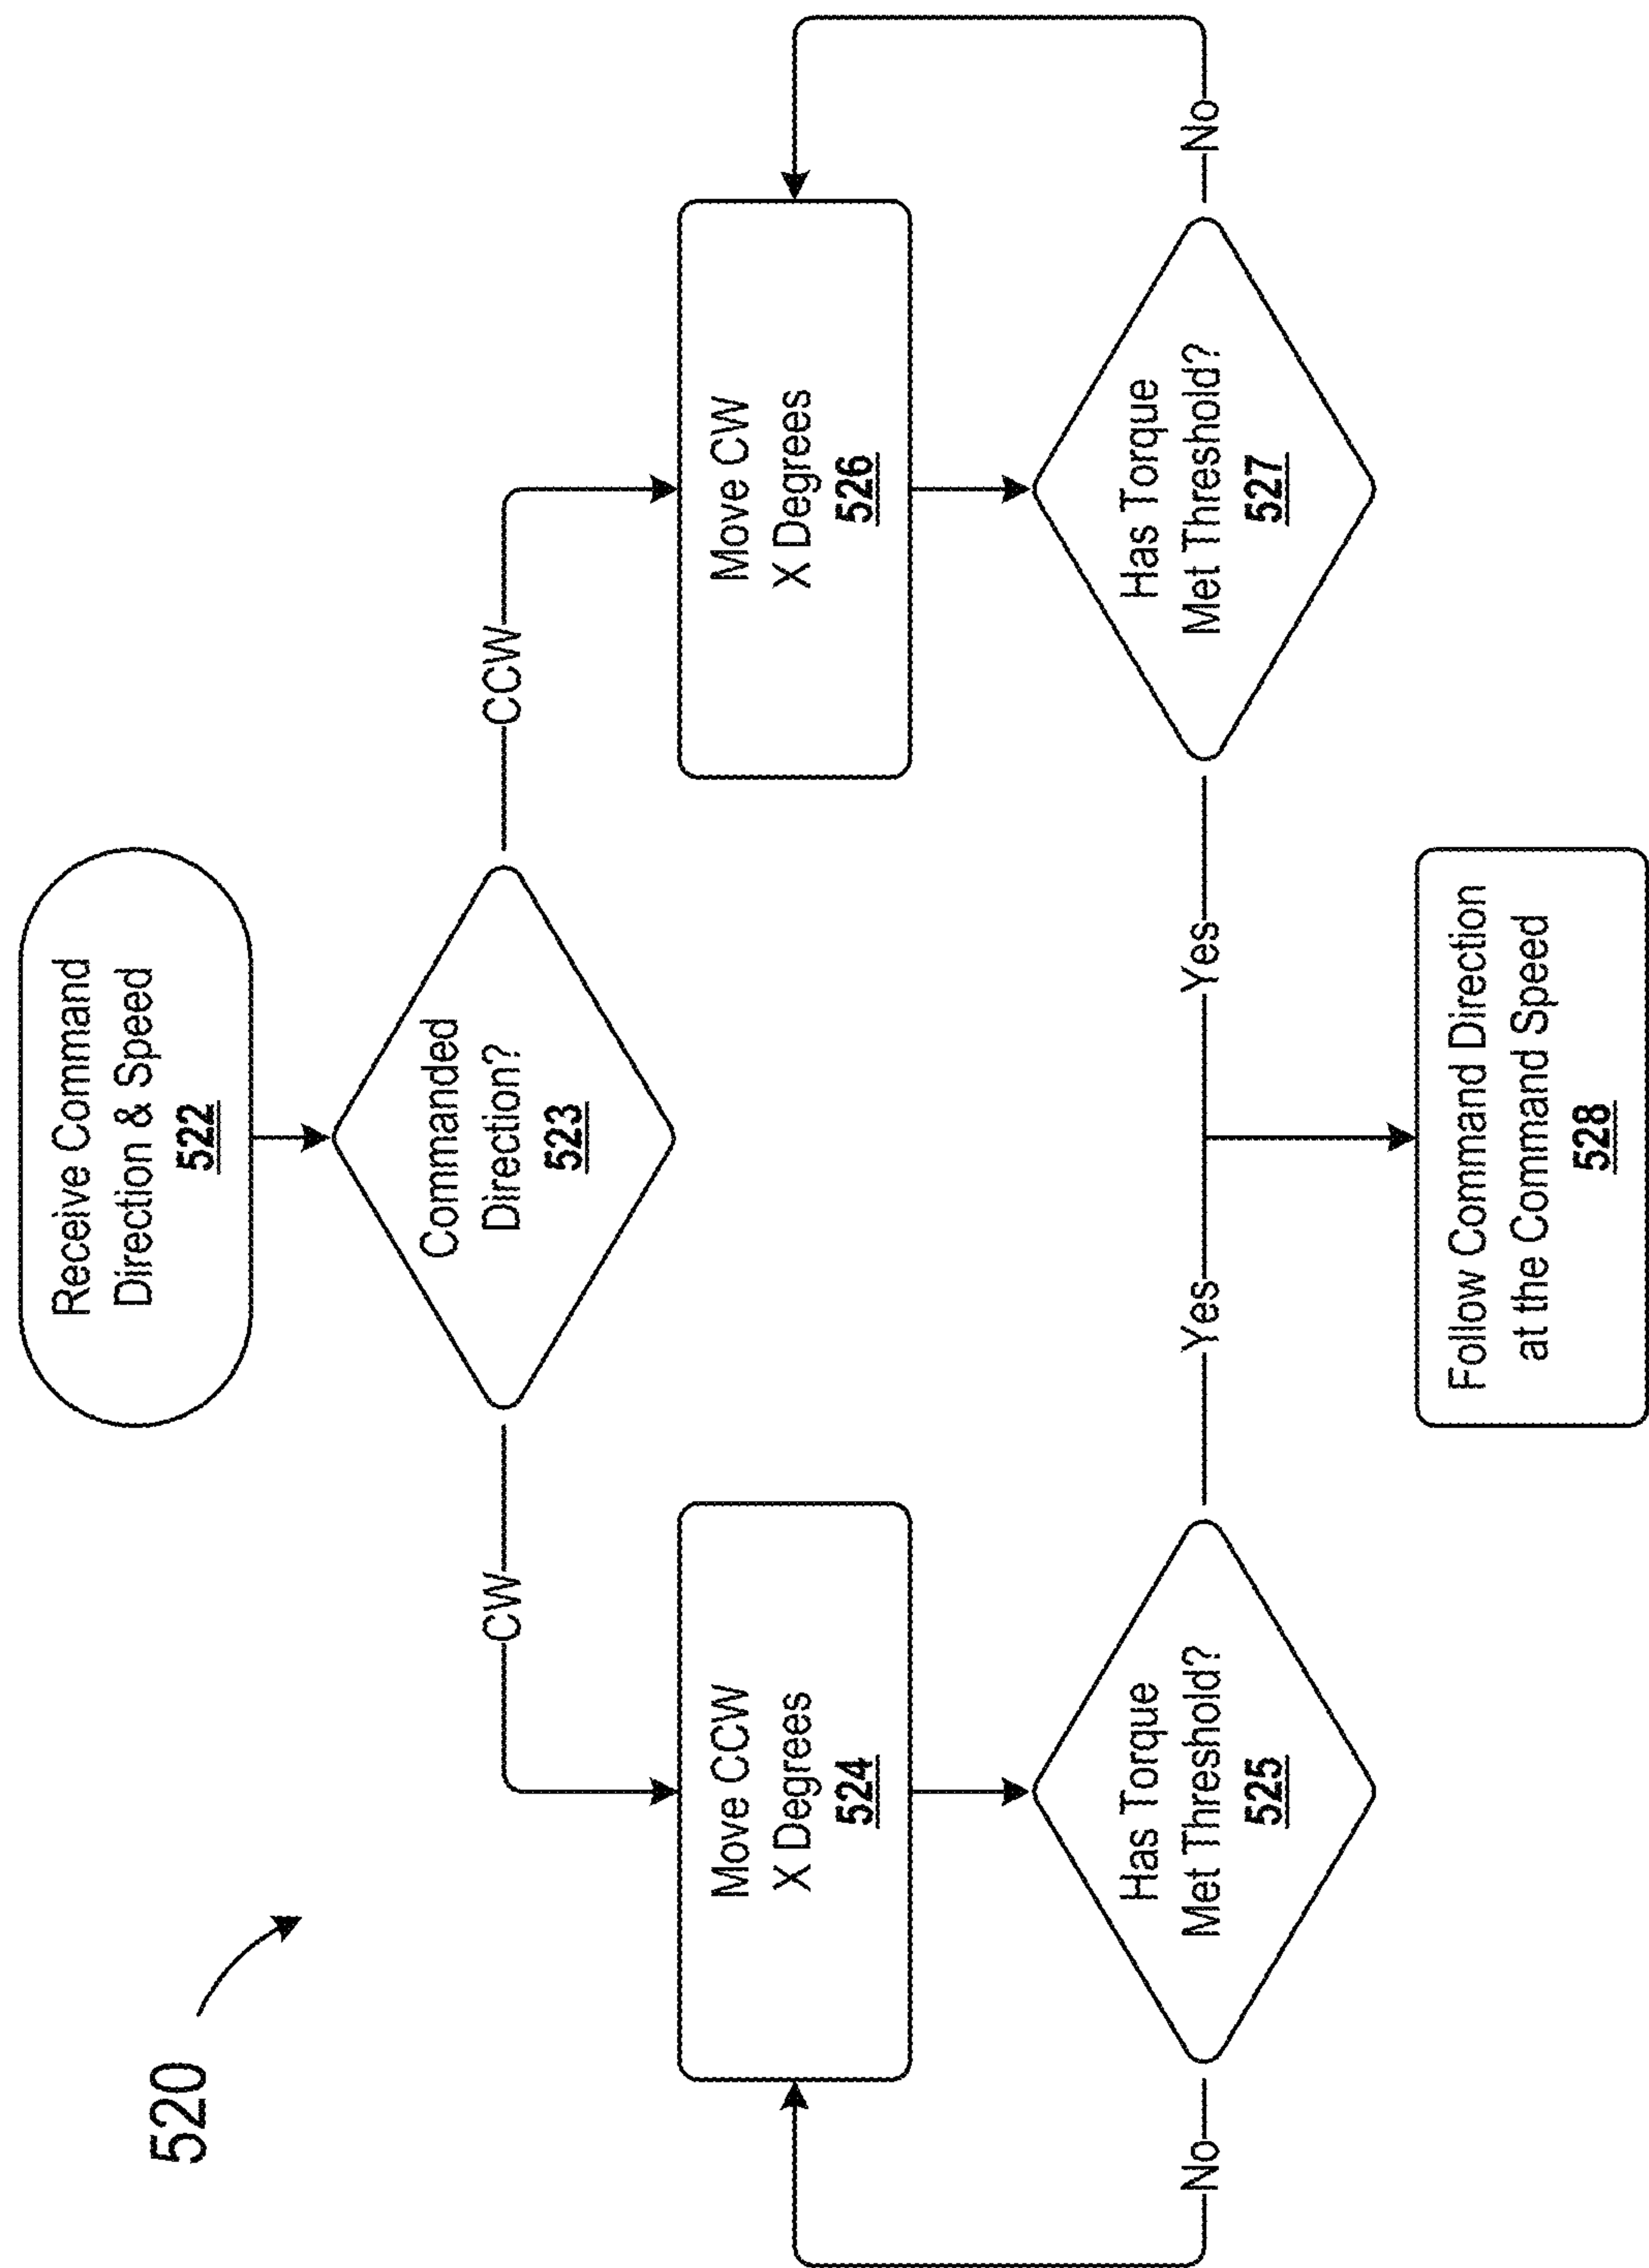 520
Receive Command
Direction & Speed
522
Commanded
Direction?
523
CW
CCW
Move CCW
X Degrees
524
Move CW
X Degrees
526
Has Torque
Met Threshold?
525
Has Torque
Met Threshold?
527
No
Yes
Yes
No
Follow Command Direction
at the Command Speed
528